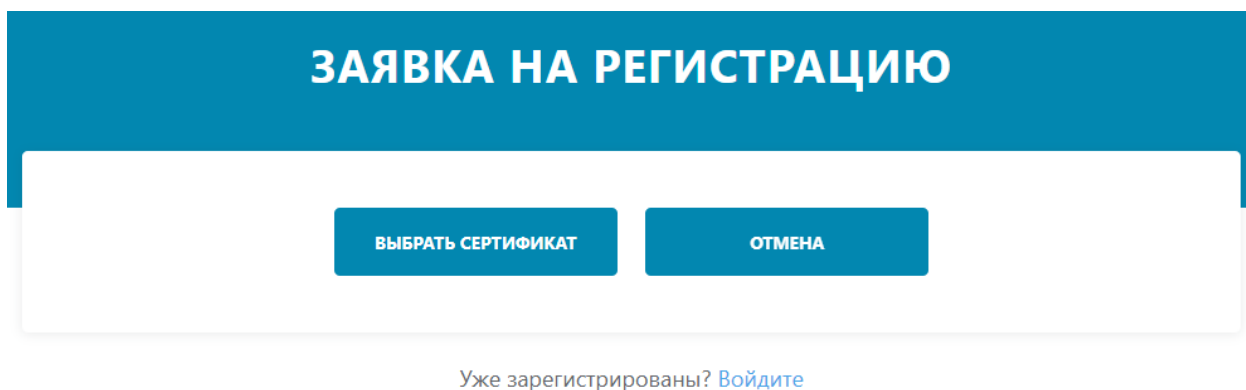 ЗАЯВКА НА РЕГИСТРАЦИЮ
ВЫБРАТЬ СЕРТИФИКАТ
ОТМЕНА
Уже зарегистрированы? Войдите